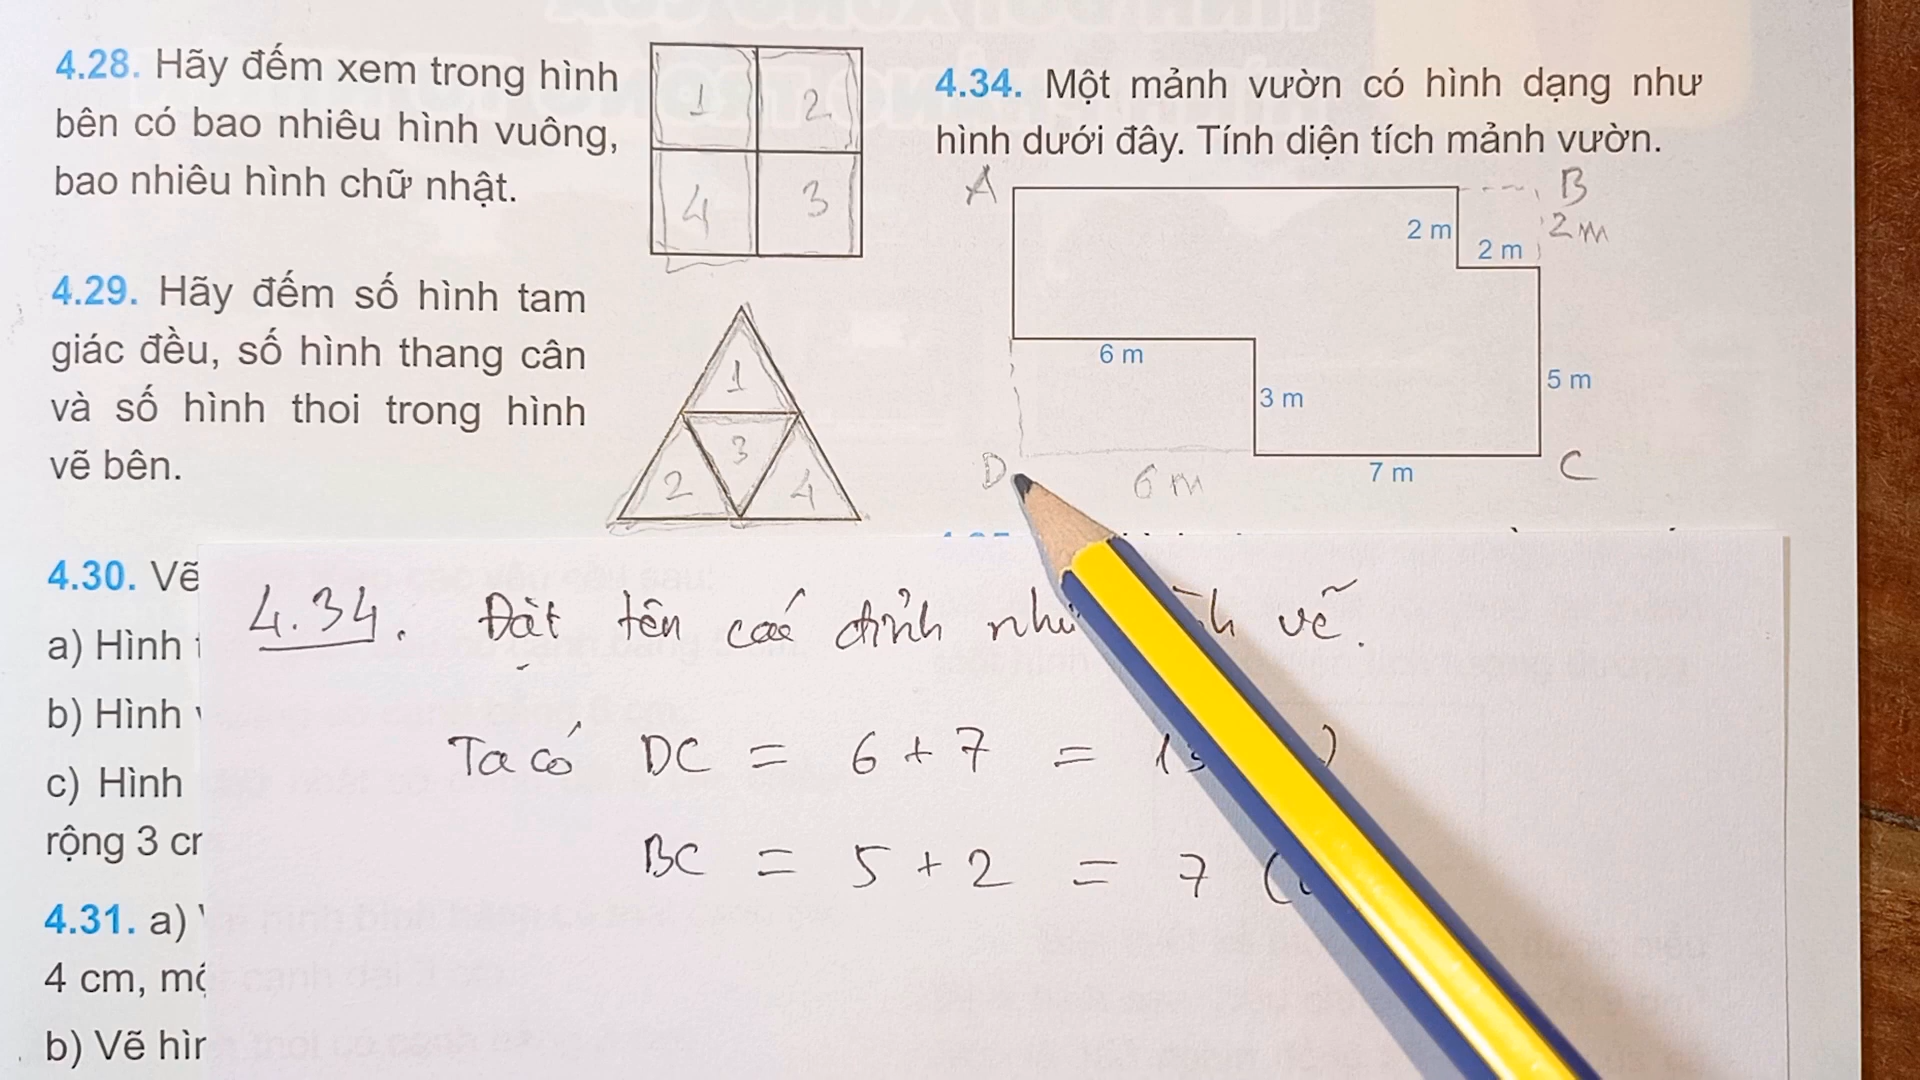 4.28. Hãy đếm xem trong hình
bên có bao nhiêu hình vuông,
bao nhiêu hình chữ nhật.
1 2
4 3
4.29. Hãy đếm số hình tam
giác đều, số hình thang cân
và số hình thoi trong hình
vẽ bên.
1
2 3 4
4.30. Vẽ
a) Hình
b) Hình
c) Hình
rộng 3
4.31. a)
4 cm,
b) Vẽ
4.34. Một mảnh vườn có hình dạng như
hình dưới đây. Tính diện tích mảnh vườn.
A B
2 m 2 m
2 m
6 m
5 m
3 m
D 6 m 7 m C
4.34. Đặt tên các đỉnh vẽ.
Ta có DC = 6 + 7 =
BC = 5 + 2 = 7